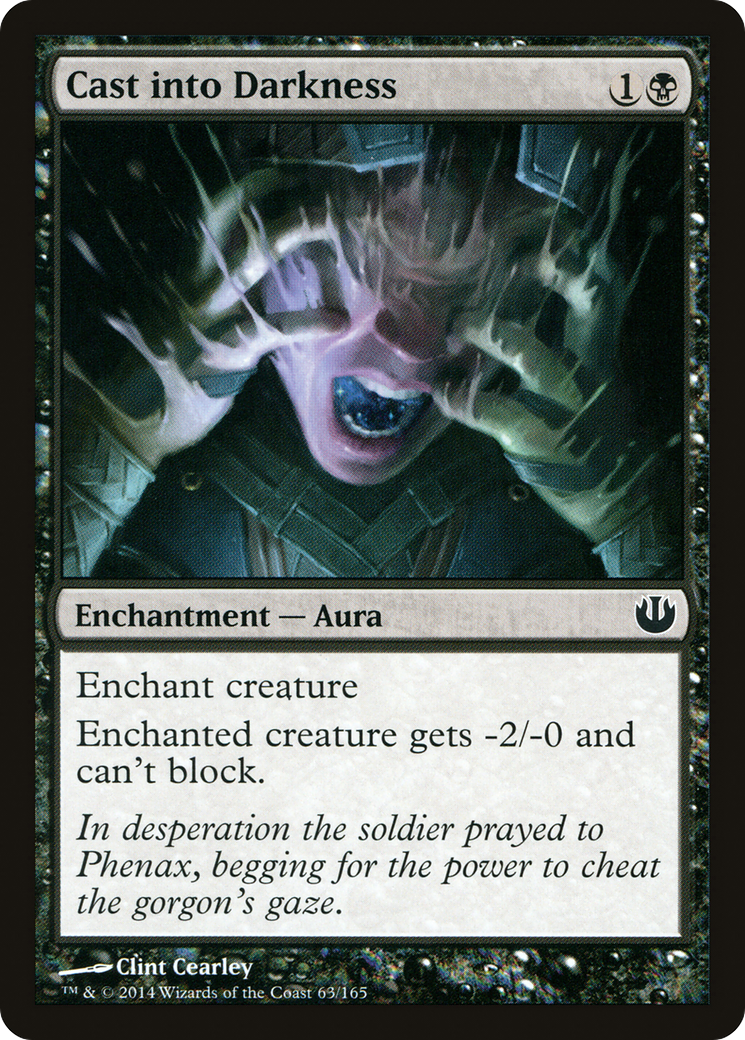 Cast into Darkness 1
Enchantment — Aura
Enchant creature
Enchanted creature gets -2/-0 and
can't block.
In desperation the soldier prayed to
Phenax, begging for the power to cheat
the gorgon's gaze.
Clint Cearley
™ & © 2014 Wizards of the Coast 63/165